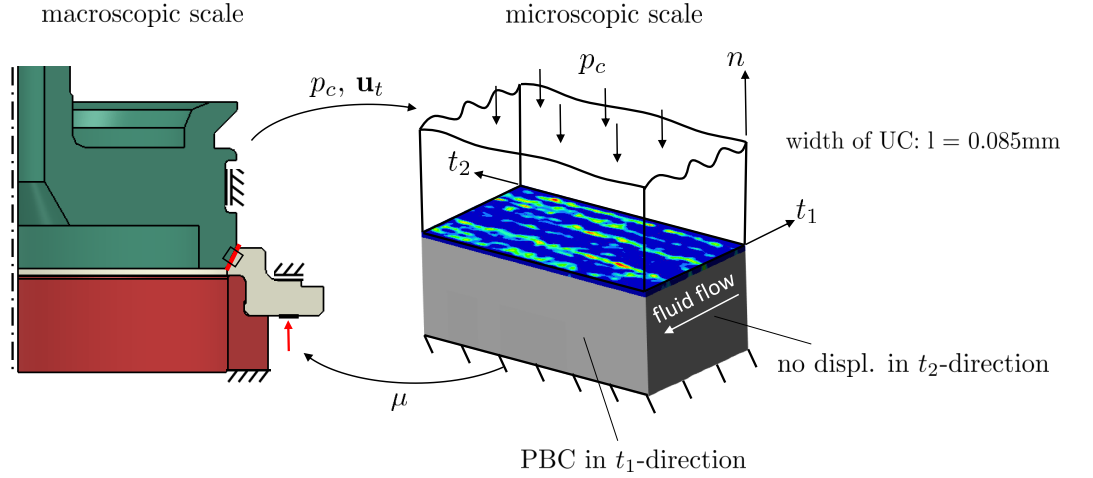 macroscopic scale
microscopic scale
p_c, u_t
p_c
n
width of UC: l = 0.085mm
t_2
t_1
fluid flow
no displ. in t_2-direction
μ
PBC in t_1-direction